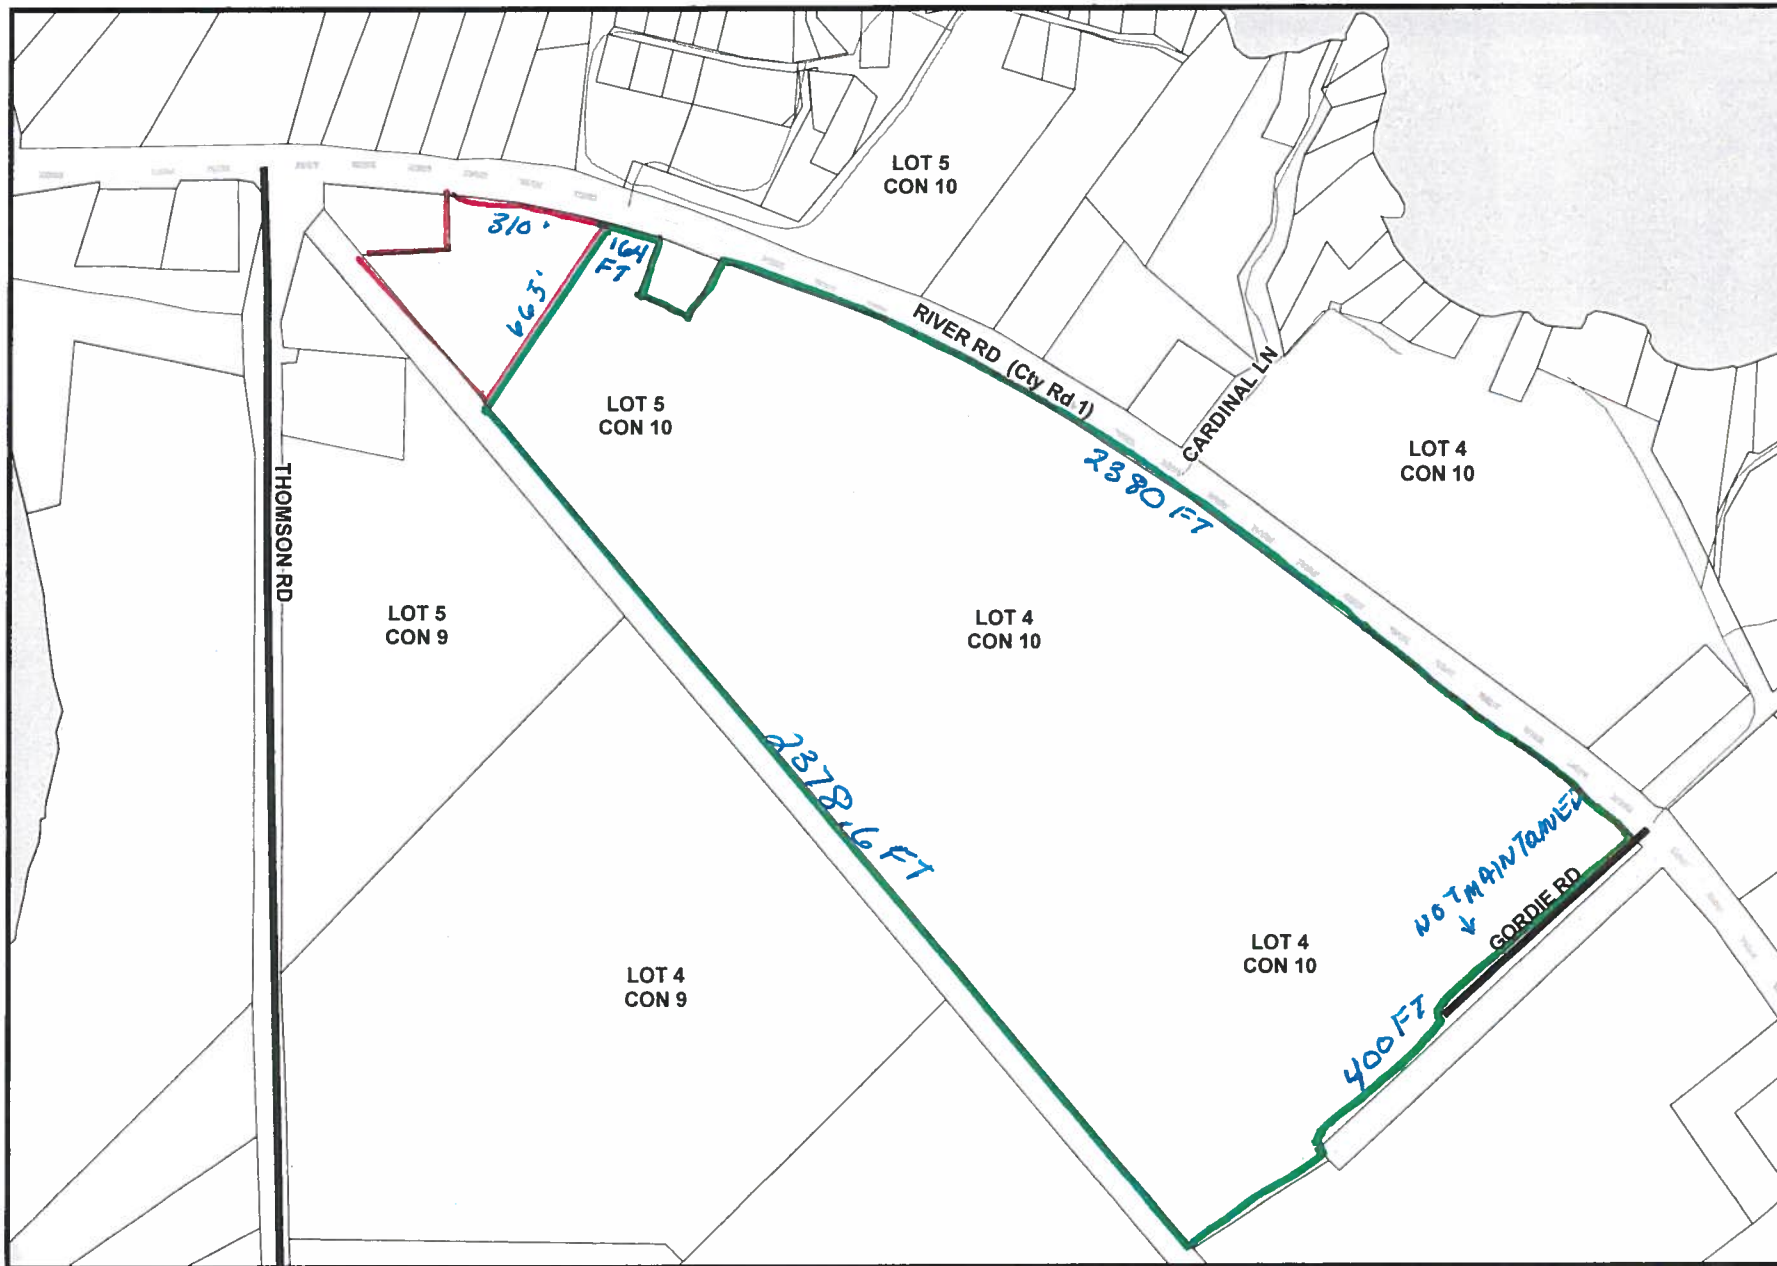 LOT 5
CON 10
310'
164
FT
665'
RIVER RD (Cty Rd 1)
CARDINAL LN
LOT 5
CON 10
2380 FT
LOT 4
CON 10
THOMSON RD
LOT 5
CON 9
LOT 4
CON 10
2378.6 FT
NOT MAINTANED
GORDIE RD
LOT 4
CON 10
LOT 4
CON 9
400 FT